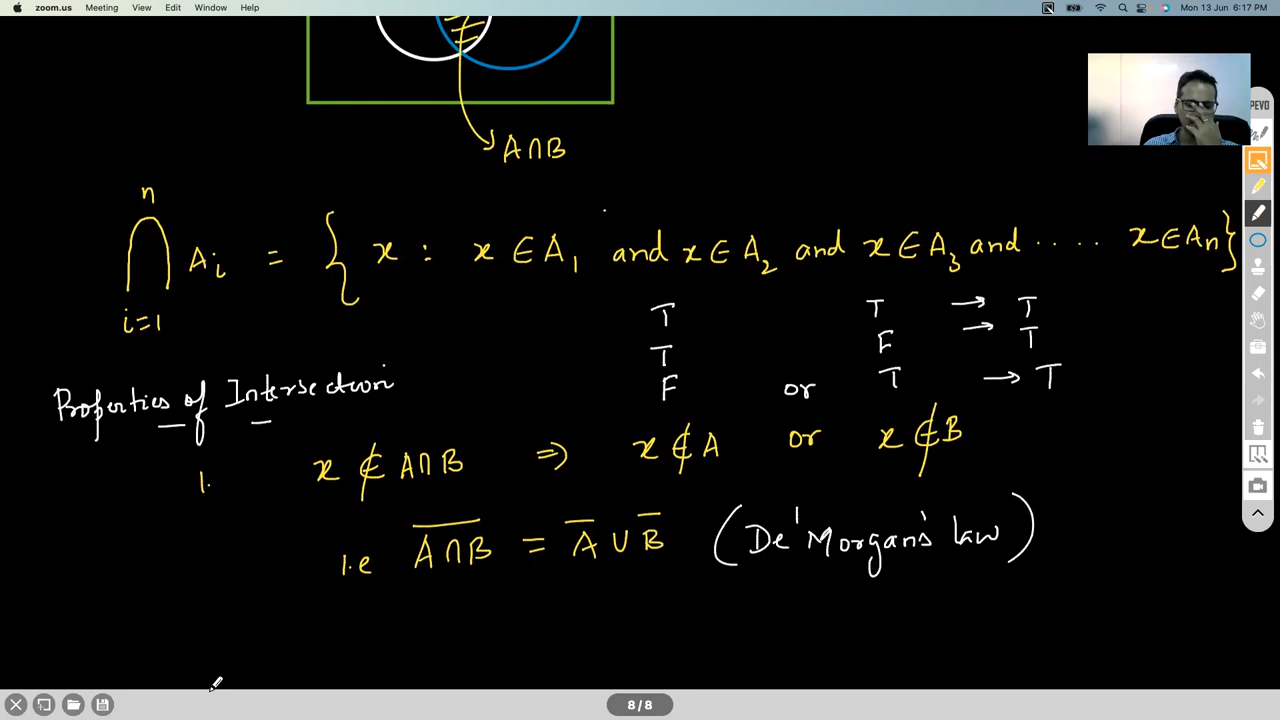 zoom.us Meeting View Edit Window Help Mon 13 Jun 6:17 PM
IPEVO
A∩B
n
⋂ Aᵢ = { x : x ∈ A₁ and x ∈ A₂ and x ∈ A₃ and ..... x ∈ Aₙ }
i=1
T T → T
T F → T
F or T → T
Properties of Intersection
1. x ∉ A∩B ⇒ x ∉ A or x ∉ B
i.e A̅∩̅B̅ = A̅ ∪ B̅ (De'Morgan's law)
8/8